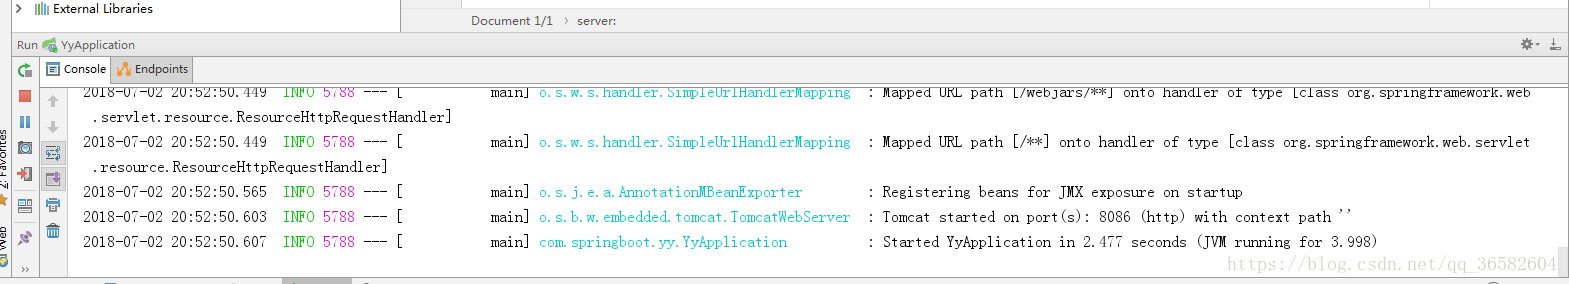 External Libraries
Document 1/1 › server:
Run YyApplication
Console Endpoints
2018-07-02 20:52:50.449 INFO 5788 --- [ main] o.s.w.s.handler.SimpleUrlHandlerMapping : Mapped URL path [/webjars/**] onto handler of type [class org.springframework.web
.servlet.resource.ResourceHttpRequestHandler]
2018-07-02 20:52:50.449 INFO 5788 --- [ main] o.s.w.s.handler.SimpleUrlHandlerMapping : Mapped URL path [/**] onto handler of type [class org.springframework.web.servlet
.resource.ResourceHttpRequestHandler]
2018-07-02 20:52:50.565 INFO 5788 --- [ main] o.s.j.e.a.AnnotationMBeanExporter : Registering beans for JMX exposure on startup
2018-07-02 20:52:50.603 INFO 5788 --- [ main] o.s.b.w.embedded.tomcat.TomcatWebServer : Tomcat started on port(s): 8086 (http) with context path ''
2018-07-02 20:52:50.607 INFO 5788 --- [ main] com.springboot.yy.YyApplication : Started YyApplication in 2.477 seconds (JVM running for 3.998)
2: Favorites
Web
https://blog.csdn.net/qq_36582604